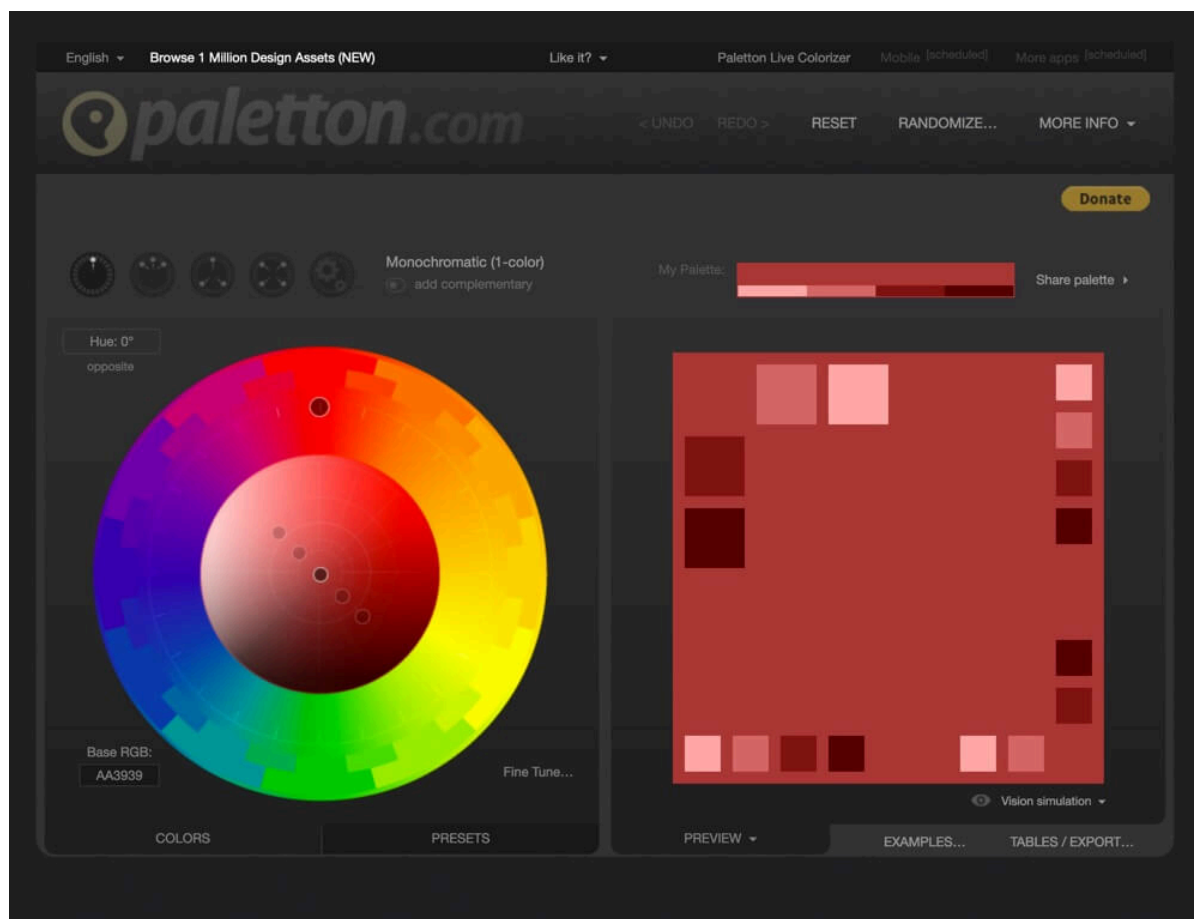 English Browse 1 Million Design Assets (NEW) Like it? Paletton Live Colorizer Mobile [scheduled] More apps [scheduled]
paletton.com < UNDO REDO > RESET RANDOMIZE... MORE INFO
Donate
Monochromatic (1-color)
add complementary
My Palette:
Share palette
Hue: 0°
opposite
Base RGB:
AA3939
Fine Tune...
Vision simulation
COLORS PRESETS PREVIEW EXAMPLES... TABLES / EXPORT...